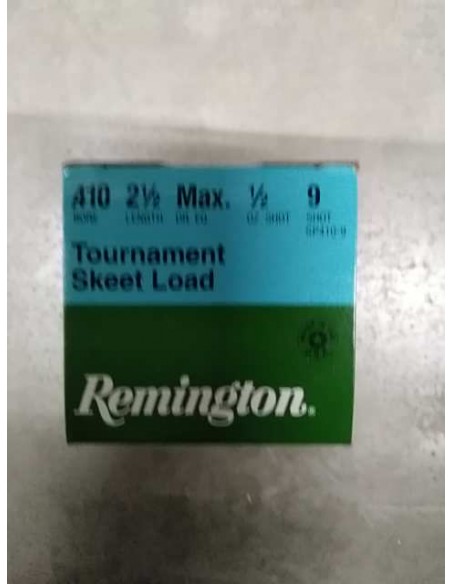 410 2½ Max. ½ 9
BORE LENGTH DR. EQ. OZ. SHOT SHOT
SP410-9
Tournament
Skeet Load
Remington.